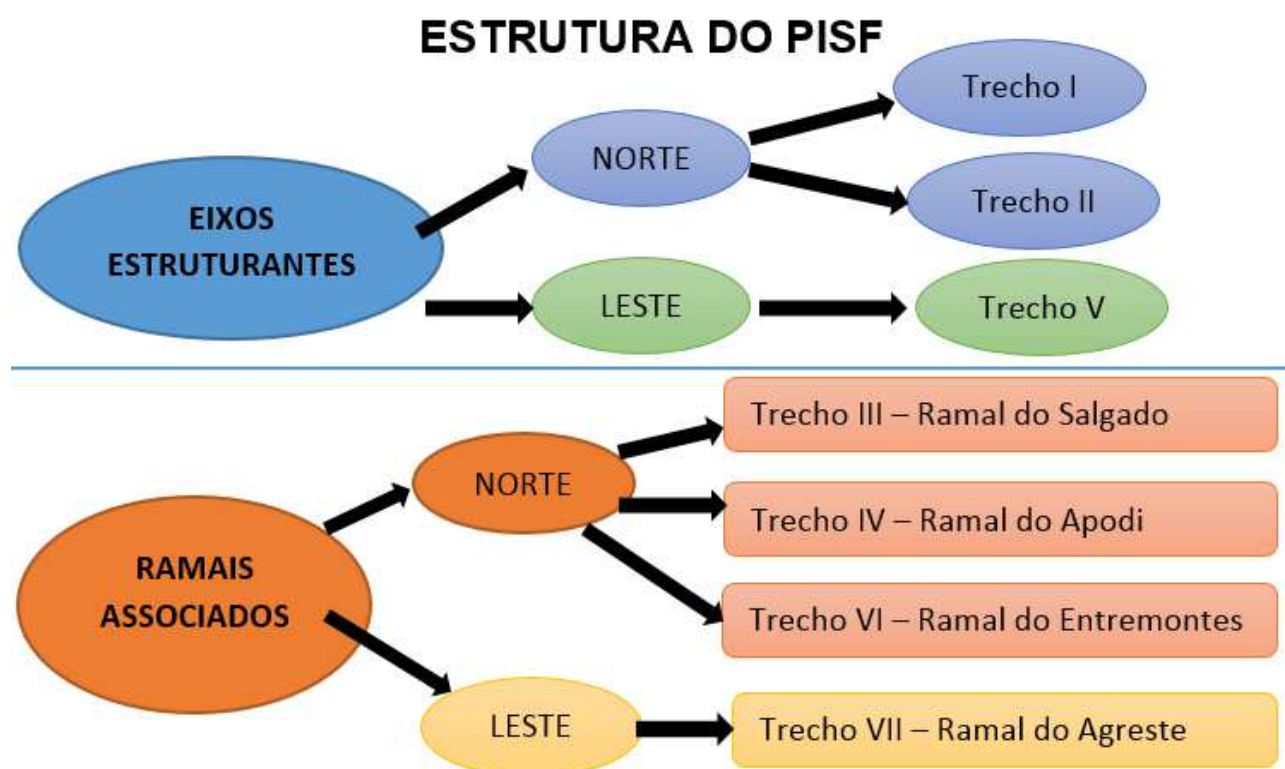 ESTRUTURA DO PISF
EIXOS
ESTRUTURANTES
NORTE
Trecho I
Trecho II
LESTE
Trecho V
RAMAIS
ASSOCIADOS
NORTE
Trecho III – Ramal do Salgado
Trecho IV – Ramal do Apodi
Trecho VI – Ramal do Entremontes
LESTE
Trecho VII – Ramal do Agreste